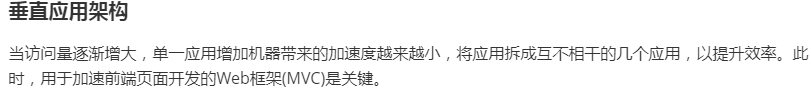 垂直应用架构
当访问量逐渐增大，单一应用增加机器带来的加速度越来越小，将应用拆成互不相干的几个应用，以提升效率。此
时，用于加速前端页面开发的Web框架(MVC)是关键。